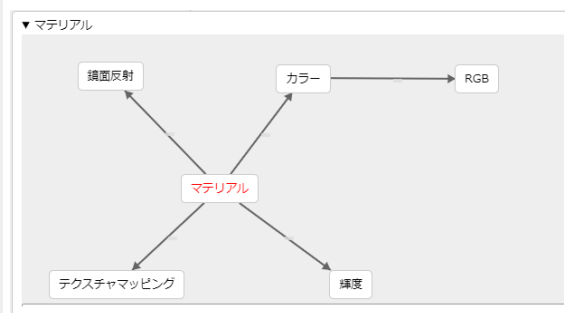 ▼ マテリアル
鏡面反射
カラー
RGB
マテリアル
テクスチャマッピング
輝度